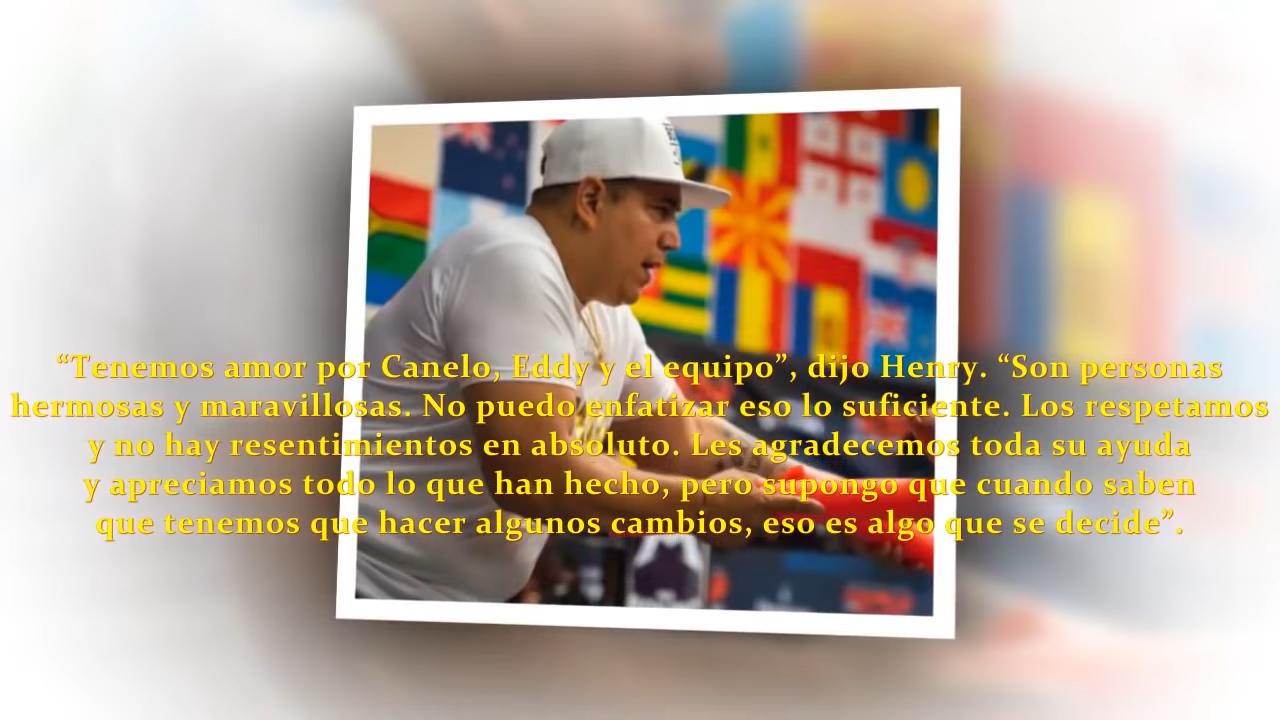 “Tenemos amor por Canelo, Eddy y el equipo”, dijo Henry. “Son personas
hermosas y maravillosas. No puedo enfatizar eso lo suficiente. Los respetamos
y no hay resentimientos en absoluto. Les agradecemos toda su ayuda
y apreciamos todo lo que han hecho, pero supongo que cuando saben
que tenemos que hacer algunos cambios, eso es algo que se decide”.